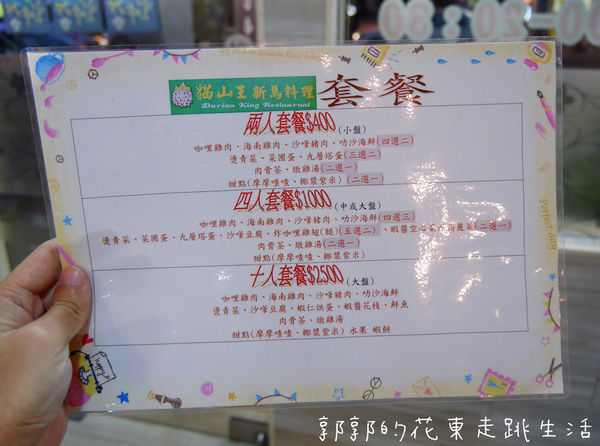 貓山王新馬料理
Durian King Restaurant
套餐
兩人套餐$400(小盤)
咖哩雞肉、海南雞肉、沙嗲豬肉、叻沙海鮮(四選二)
燙青菜、菜圃蛋、九層塔蛋(三選二)
肉骨茶、燉雞湯(二選一)
甜點(摩摩喳喳、椰漿紫米)(二選一)
四人套餐$1000(中或大盤)
咖哩雞肉、海南雞肉、沙嗲豬肉、叻沙海鮮(四選三)
燙青菜、菜圃蛋、九層塔蛋、沙嗲豆腐、炸咖哩雞翅(腿)(五選二)、蝦醬空心菜or高麗菜(二選一)
肉骨茶、燉雞湯(二選一)
甜點(摩摩喳喳、椰漿紫米)
十人套餐$2500(大盤)
咖哩雞肉、海南雞肉、沙嗲豬肉、叻沙海鮮
燙青菜、沙嗲豆腐、蝦仁烘蛋、蝦醬花枝、鮮魚
肉骨茶、燉雞湯
甜點(摩摩喳喳、椰漿紫米) 水果 蝦餅
郭郭的花東走跳生活